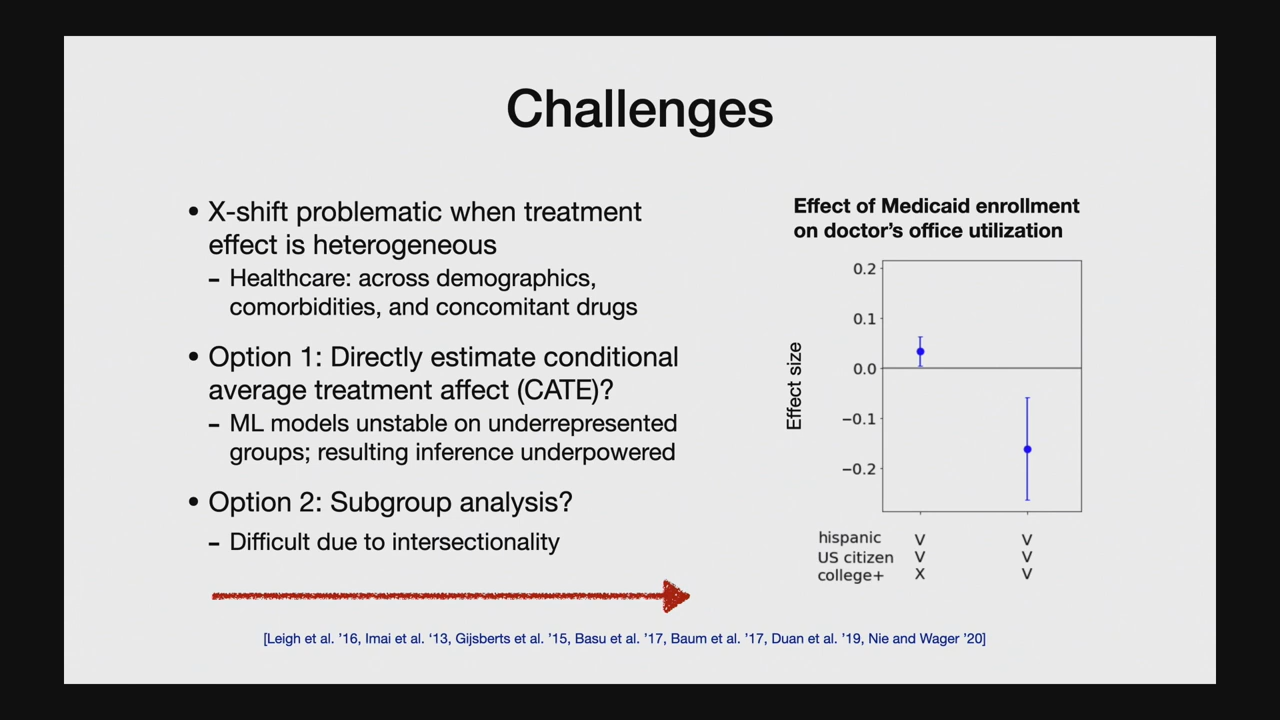 Challenges
• X-shift problematic when treatment
effect is heterogeneous
– Healthcare: across demographics,
comorbidities, and concomitant drugs
• Option 1: Directly estimate conditional
average treatment affect (CATE)?
– ML models unstable on underrepresented
groups; resulting inference underpowered
• Option 2: Subgroup analysis?
– Difficult due to intersectionality
Effect of Medicaid enrollment
on doctor’s office utilization
Effect size
0.2
0.1
0.0
−0.1
−0.2
hispanic V V
US citizen V V
college+ X V
[Leigh et al. ’16, Imai et al. ‘13, Gijsberts et al. ’15, Basu et al. ’17, Baum et al. ’17, Duan et al. ’19, Nie and Wager ’20]